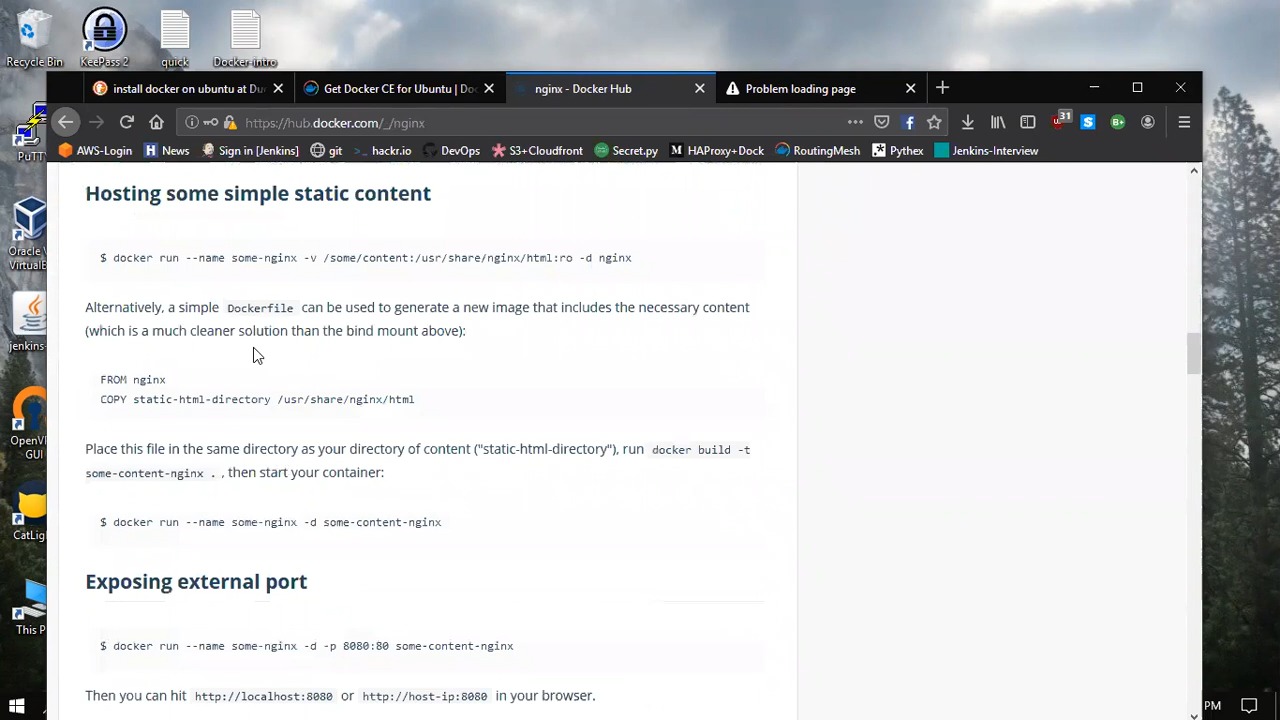 Recycle Bin
KeePass 2
quick
Docker-intro
install docker on ubuntu at Du
Get Docker CE for Ubuntu | Do
nginx - Docker Hub
Problem loading page
https://hub.docker.com/_/nginx
31
AWS-Login
News
Sign in [Jenkins]
git
hackr.io
DevOps
S3+Cloudfront
Secret.py
HAProxy+Dock
RoutingMesh
Pythex
Jenkins-Interview
PuTTY
Oracle V
VirtualB
jenkins-
OpenV
GUI
CatLigh
This P
Hosting some simple static content
$ docker run --name some-nginx -v /some/content:/usr/share/nginx/html:ro -d nginx
Alternatively, a simple Dockerfile can be used to generate a new image that includes the necessary content
(which is a much cleaner solution than the bind mount above):
FROM nginx
COPY static-html-directory /usr/share/nginx/html
Place this file in the same directory as your directory of content ("static-html-directory"), run docker build -t
some-content-nginx . , then start your container:
$ docker run --name some-nginx -d some-content-nginx
Exposing external port
$ docker run --name some-nginx -d -p 8080:80 some-content-nginx
Then you can hit http://localhost:8080 or http://host-ip:8080 in your browser.
PM